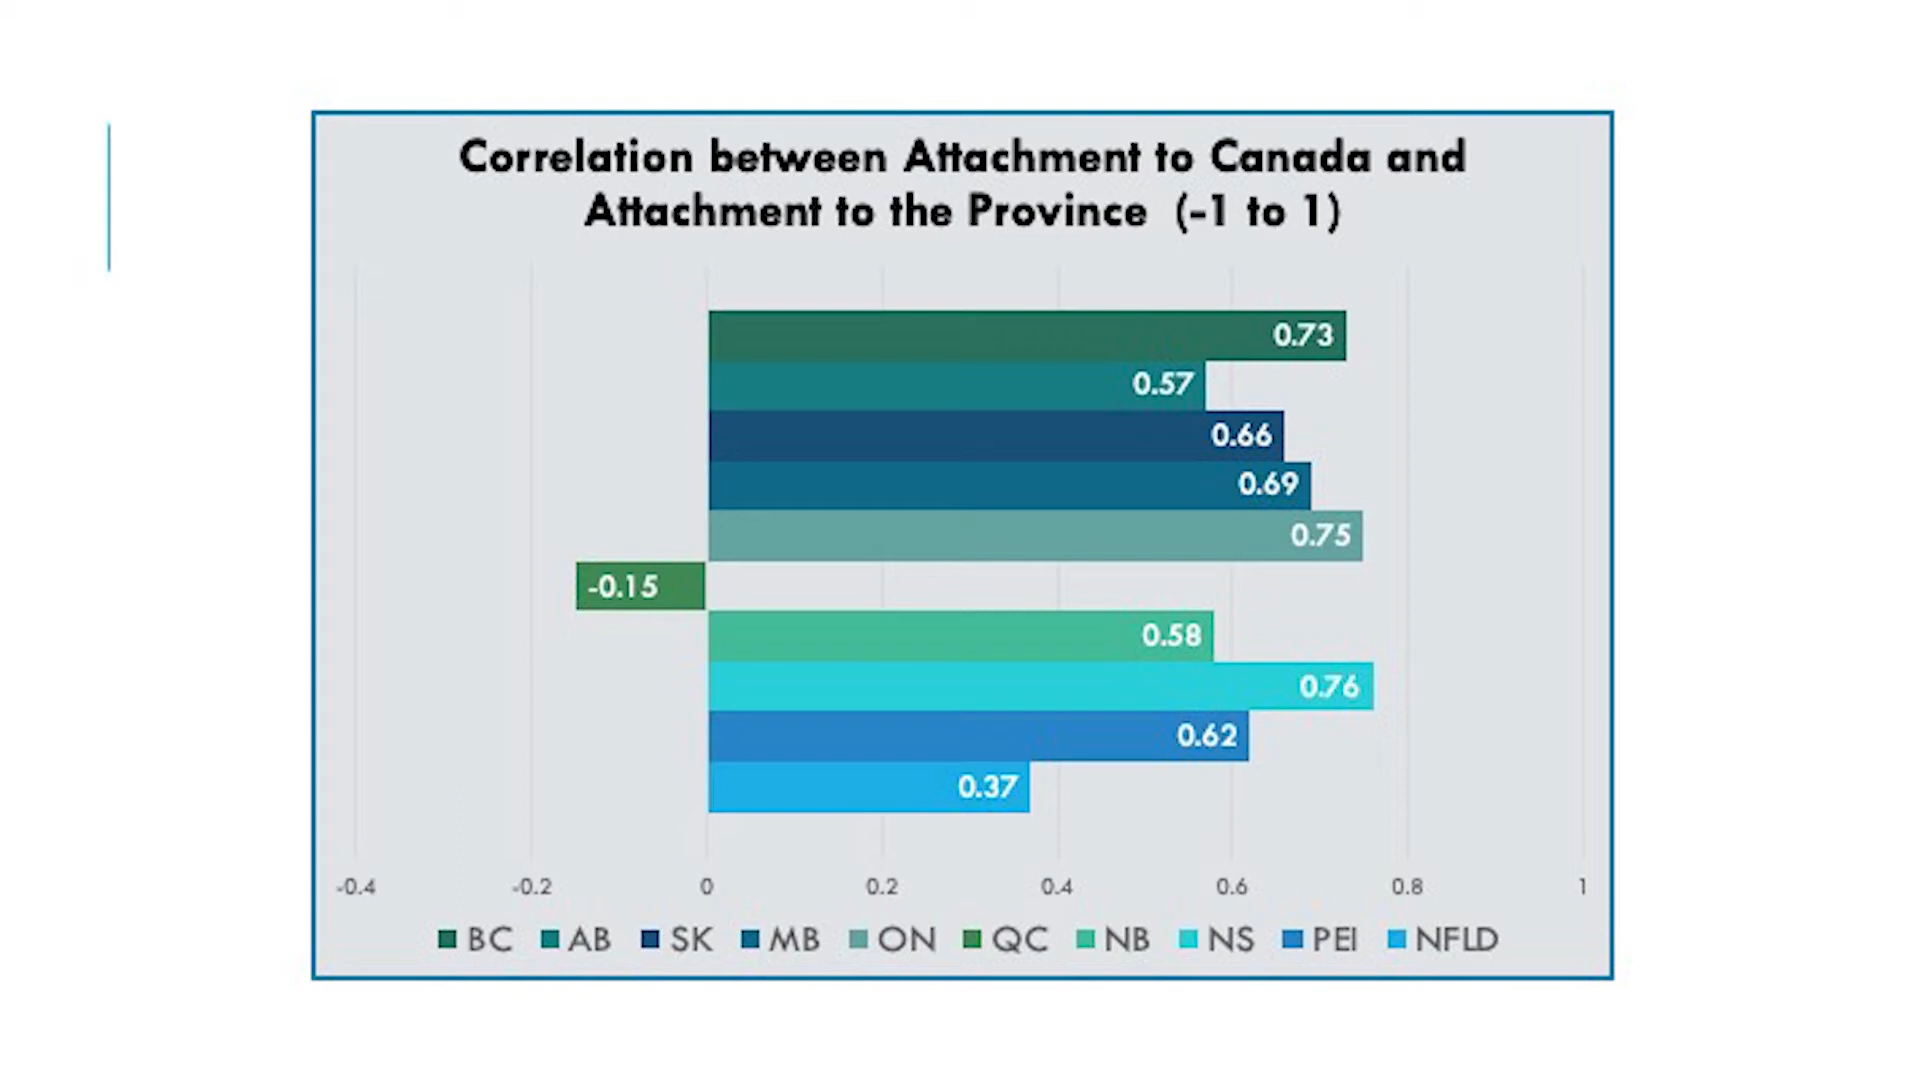 Correlation between Attachment to Canada and
Attachment to the Province (-1 to 1)
0.73
0.57
0.66
0.69
0.75
-0.15
0.58
0.76
0.62
0.37
-0.4 -0.2 0 0.2 0.4 0.6 0.8 1
BC AB SK MB ON QC NB NS PEI NFLD